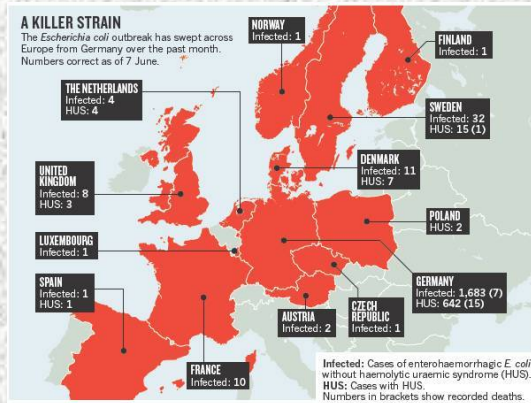 A KILLER STRAIN
The Escherichia coli outbreak has swept across
Europe from Germany over the past month.
Numbers correct as of 7 June.
NORWAY
Infected: 1
FINLAND
Infected: 1
THE NETHERLANDS
Infected: 4
HUS: 4
SWEDEN
Infected: 32
HUS: 15 (1)
UNITED
KINGDOM
Infected: 8
HUS: 3
DENMARK
Infected: 11
HUS: 7
POLAND
HUS: 2
LUXEMBOURG
Infected: 1
SPAIN
Infected: 1
HUS: 1
GERMANY
Infected: 1,683 (7)
HUS: 642 (15)
AUSTRIA
Infected: 2
CZECH
REPUBLIC
Infected: 1
FRANCE
Infected: 10
Infected: Cases of enterohaemorrhagic E. coli
without haemolytic uraemic syndrome (HUS).
HUS: Cases with HUS.
Numbers in brackets show recorded deaths.